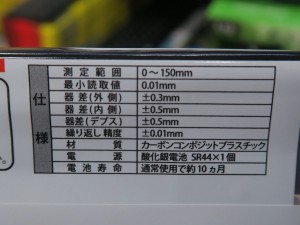 仕様
測定範囲 0～150mm
最小読取値 0.01mm
器差(外側) ±0.3mm
器差(内側) ±0.5mm
器差(デプス) ±0.5mm
繰り返し精度 ±0.01mm
材質 カーボンコンポジットプラスチック
電源 酸化銀電池 SR44×1個
電池寿命 通常使用で約10ヵ月